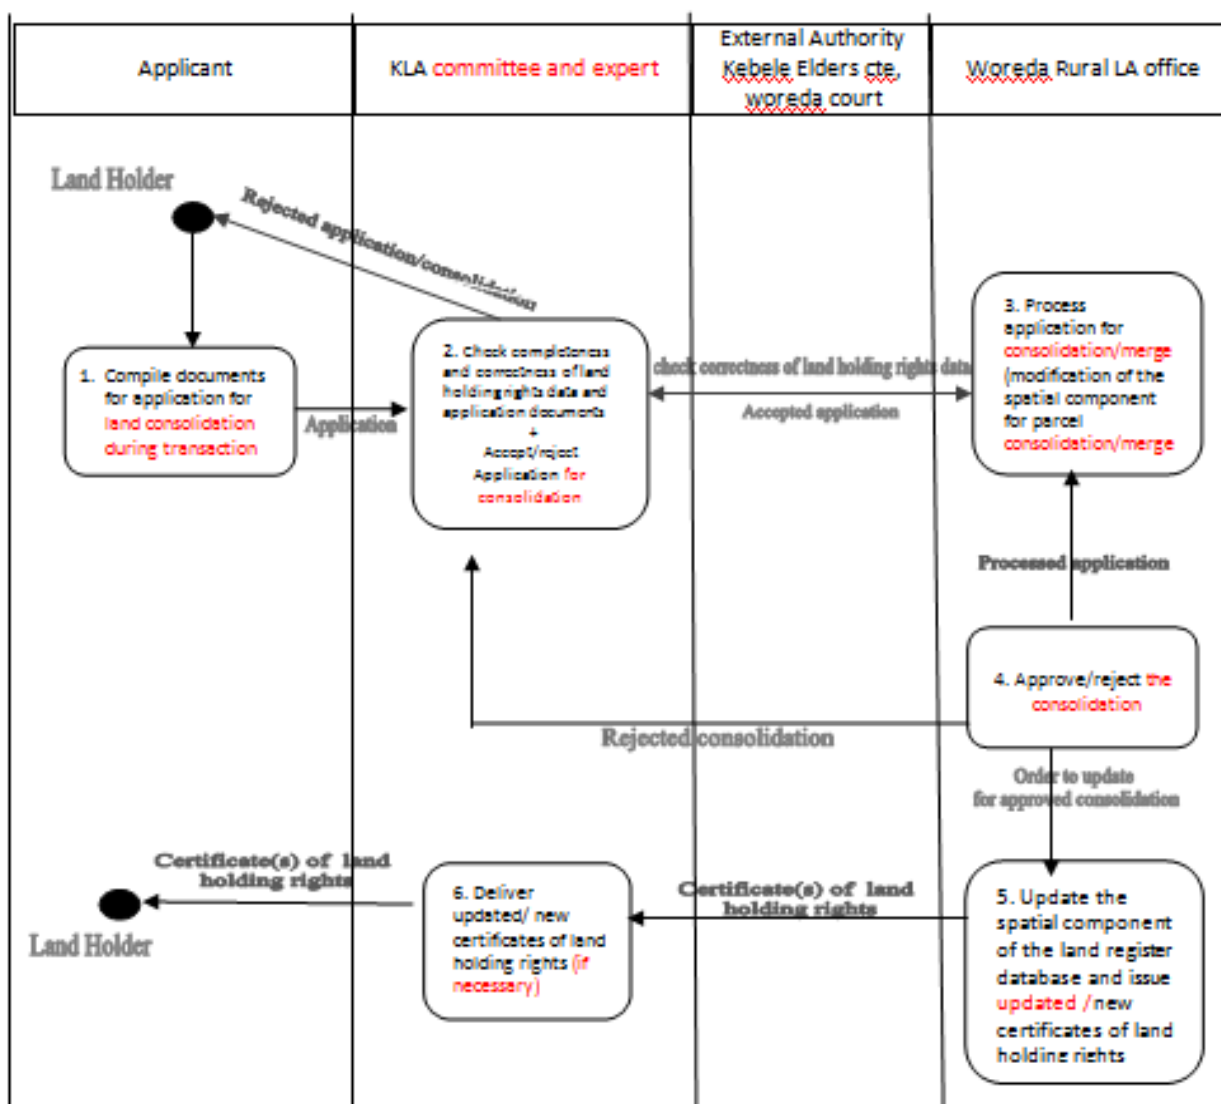 Applicant
KLA committee and expert
External Authority
Kebele Elders cte,
woreda court
Woreda Rural LA office
Land Holder
Rejected application/consolidation
1. Compile documents
for application for
land consolidation
during transaction
Application
2. Check completeness
and correctness of land
holding rights data and
application documents
+
Accept/reject
Application for
consolidation
check correctness of land holding rights data
Accepted application
3. Process
application for
consolidation/merge
(modification of the
spatial component
for parcel
consolidation/merge
Processed application
4. Approve/reject the
consolidation
Rejected consolidation
Order to update
for approved consolidation
5. Update the
spatial component
of the land register
database and issue
updated /new
certificates of land
holding rights
Certificate(s) of land
holding rights
6. Deliver
updated/ new
certificates of land
holding rights (if
necessary)
Certificate(s) of land
holding rights
Land Holder